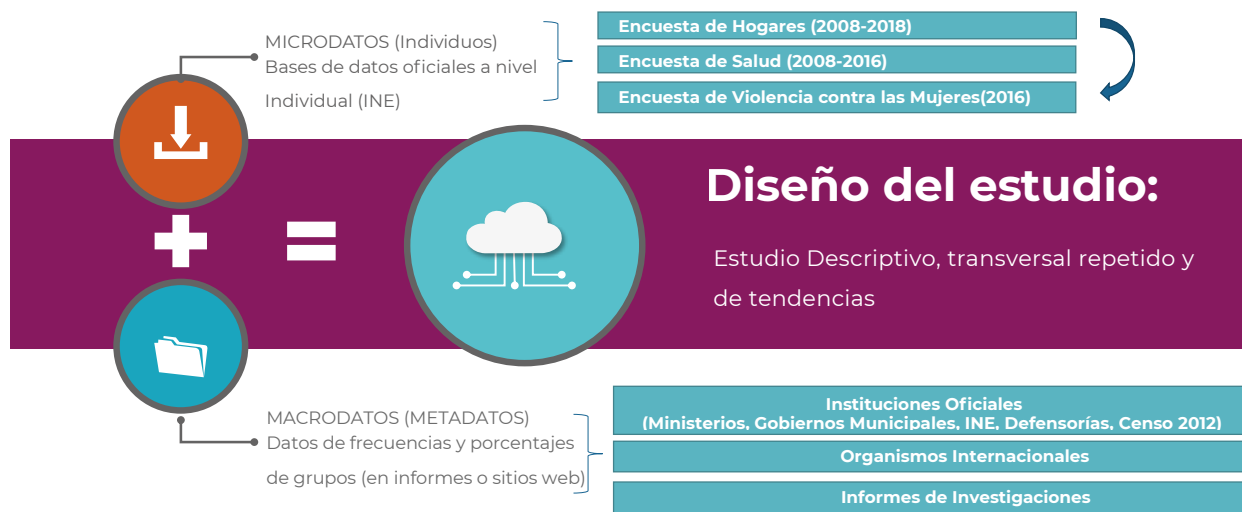 MICRODATOS (Individuos)
Bases de datos oficiales a nivel
Individual (INE)
Encuesta de Hogares (2008-2018)
Encuesta de Salud (2008-2016)
Encuesta de Violencia contra las Mujeres(2016)
Diseño del estudio:
Estudio Descriptivo, transversal repetido y
de tendencias
MACRODATOS (METADATOS)
Datos de frecuencias y porcentajes
de grupos (en informes o sitios web)
Instituciones Oficiales
(Ministerios, Gobiernos Municipales, INE, Defensorías, Censo 2012)
Organismos Internacionales
Informes de Investigaciones